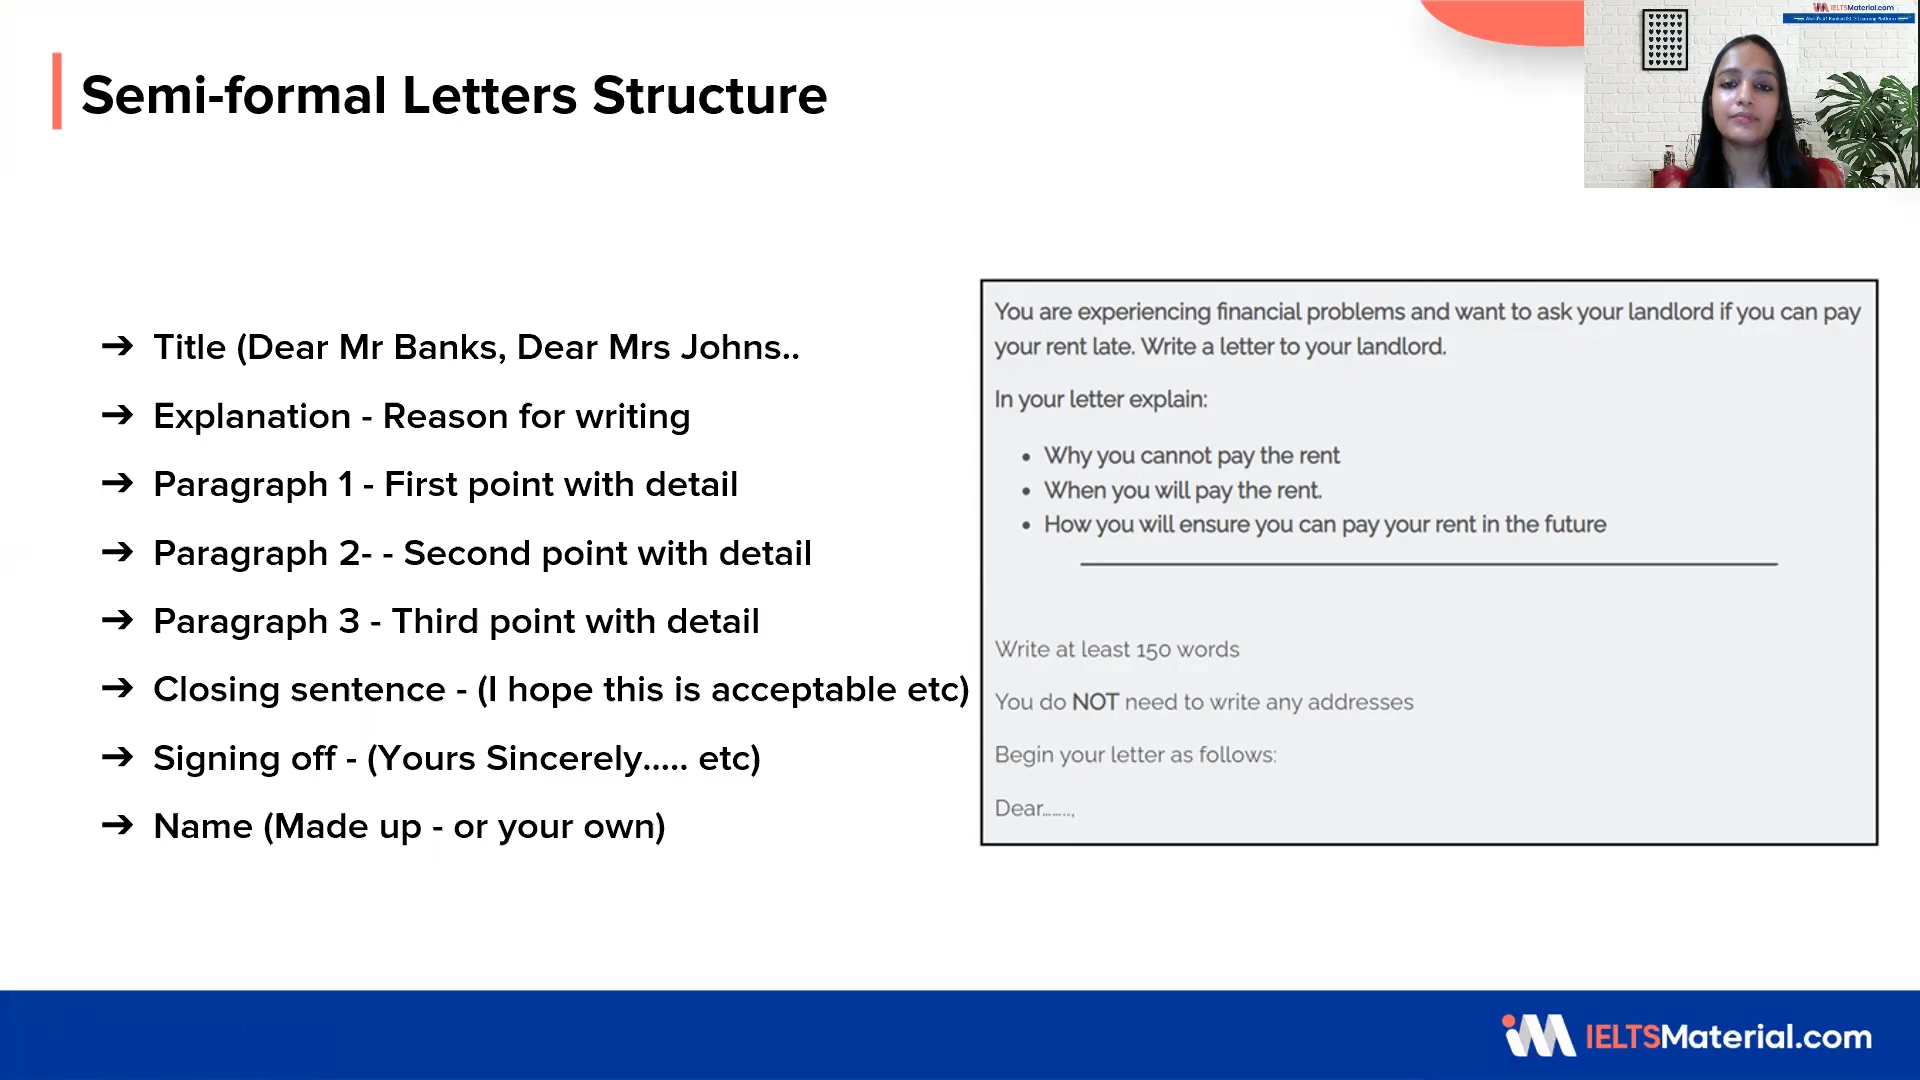 Semi-formal Letters Structure
IELTSMaterial.com
➔ Title (Dear Mr Banks, Dear Mrs Johns..
➔ Explanation - Reason for writing
➔ Paragraph 1 - First point with detail
➔ Paragraph 2- - Second point with detail
➔ Paragraph 3 - Third point with detail
➔ Closing sentence - (I hope this is acceptable etc)
➔ Signing off - (Yours Sincerely..... etc)
➔ Name (Made up - or your own)
You are experiencing financial problems and want to ask your landlord if you can pay
your rent late. Write a letter to your landlord.
In your letter explain:
• Why you cannot pay the rent
• When you will pay the rent.
• How you will ensure you can pay your rent in the future
Write at least 150 words
You do NOT need to write any addresses
Begin your letter as follows:
Dear........,
IELTSMaterial.com